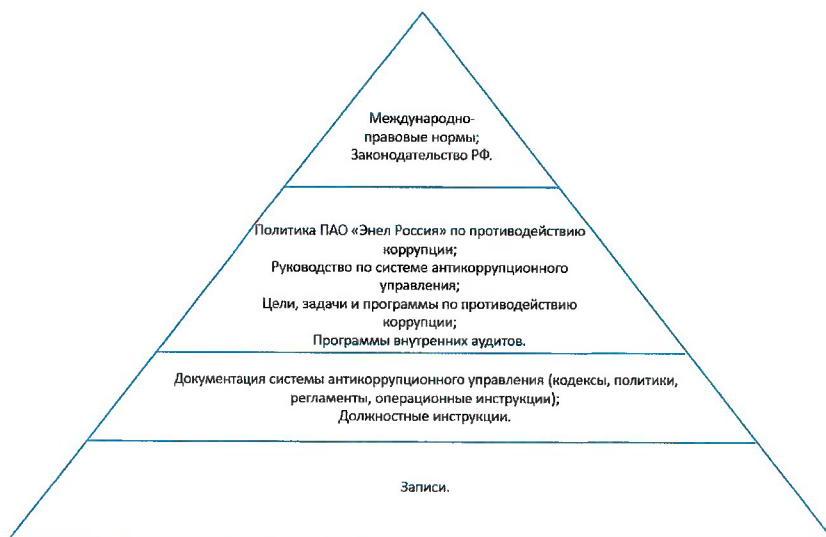 Международно-
правовые нормы;
Законодательство РФ.
Политика ПАО «Энел Россия» по противодействию
коррупции;
Руководство по системе антикоррупционного
управления;
Цели, задачи и программы по противодействию
коррупции;
Программы внутренних аудитов.
Документация системы антикоррупционного управления (кодексы, политики,
регламенты, операционные инструкции);
Должностные инструкции.
Записи.